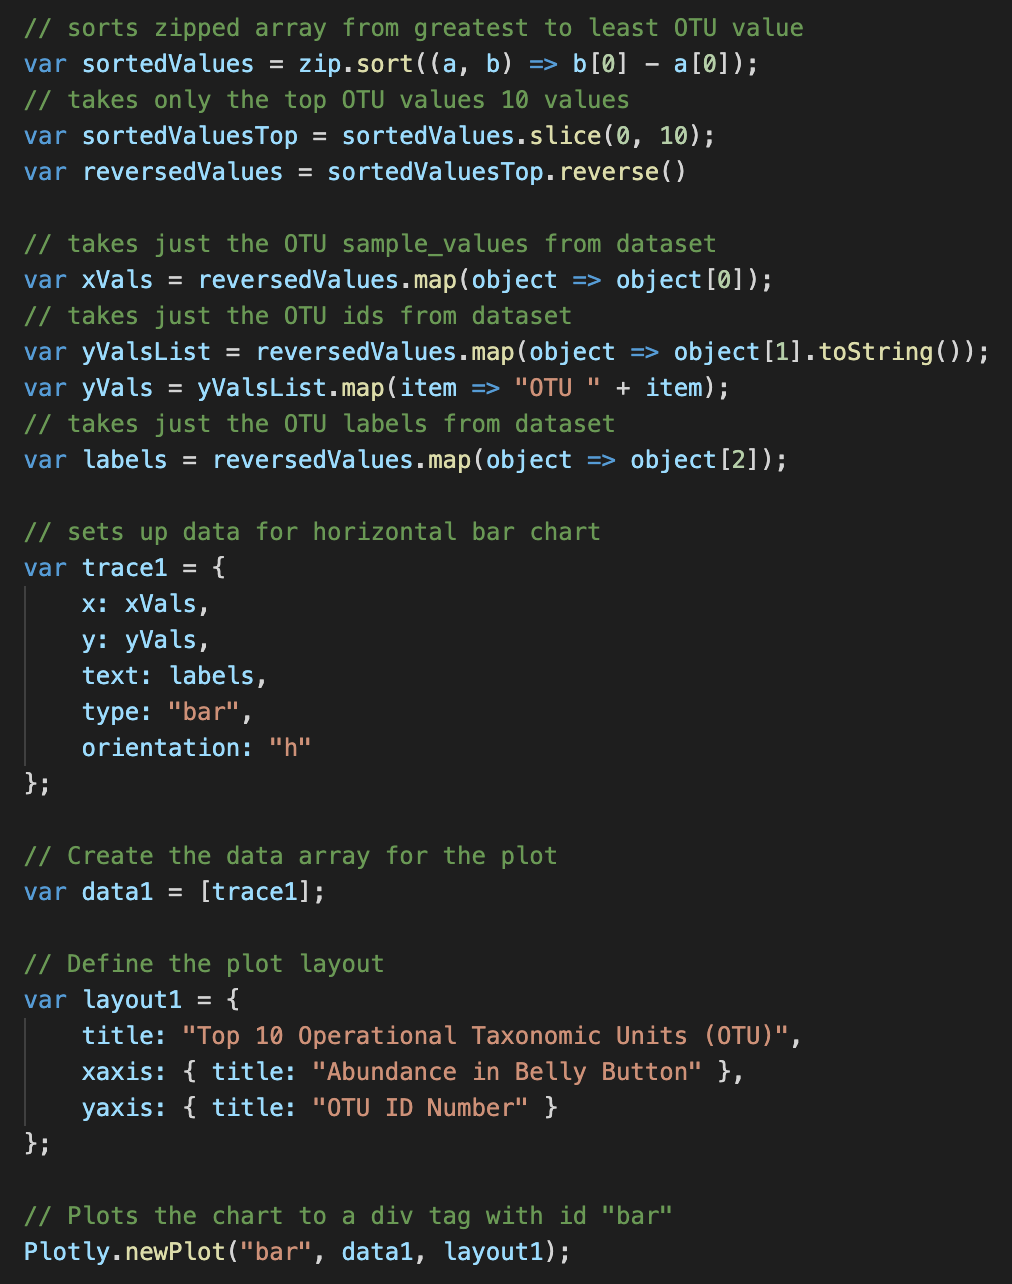 // sorts zipped array from greatest to least OTU value
var sortedValues = zip.sort((a, b) => b[0] - a[0]);
// takes only the top OTU values 10 values
var sortedValuesTop = sortedValues.slice(0, 10);
var reversedValues = sortedValuesTop.reverse()

// takes just the OTU sample_values from dataset
var xVals = reversedValues.map(object => object[0]);
// takes just the OTU ids from dataset
var yValsList = reversedValues.map(object => object[1].toString());
var yVals = yValsList.map(item => "OTU " + item);
// takes just the OTU labels from dataset
var labels = reversedValues.map(object => object[2]);

// sets up data for horizontal bar chart
var trace1 = {
    x: xVals,
    y: yVals,
    text: labels,
    type: "bar",
    orientation: "h"
};

// Create the data array for the plot
var data1 = [trace1];

// Define the plot layout
var layout1 = {
    title: "Top 10 Operational Taxonomic Units (OTU)",
    xaxis: { title: "Abundance in Belly Button" },
    yaxis: { title: "OTU ID Number" }
};

// Plots the chart to a div tag with id "bar"
Plotly.newPlot("bar", data1, layout1);